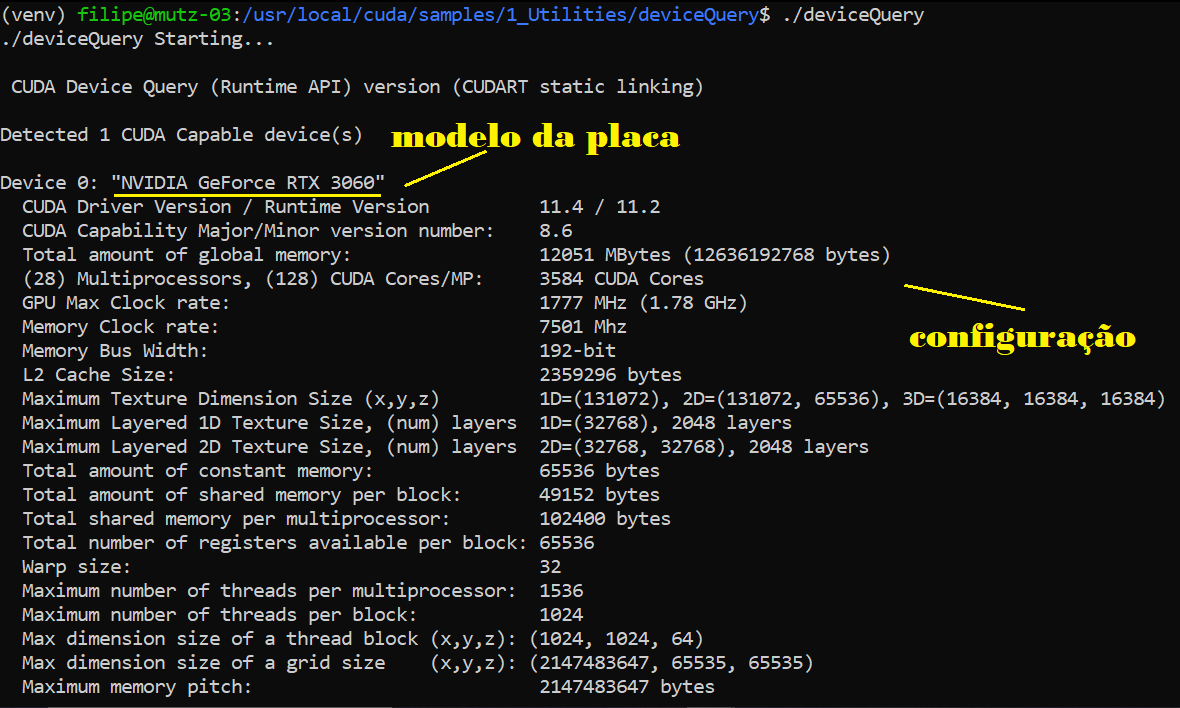 (venv) filipe@mutz-03:/usr/local/cuda/samples/1_Utilities/deviceQuery$ ./deviceQuery
./deviceQuery Starting...
CUDA Device Query (Runtime API) version (CUDART static linking)
Detected 1 CUDA Capable device(s)
modelo da placa
Device 0: "NVIDIA GeForce RTX 3060"
CUDA Driver Version / Runtime Version 11.4 / 11.2
CUDA Capability Major/Minor version number: 8.6
Total amount of global memory: 12051 MBytes (12636192768 bytes)
(28) Multiprocessors, (128) CUDA Cores/MP: 3584 CUDA Cores
GPU Max Clock rate: 1777 MHz (1.78 GHz)
Memory Clock rate: 7501 Mhz
configuração
Memory Bus Width: 192-bit
L2 Cache Size: 2359296 bytes
Maximum Texture Dimension Size (x,y,z) 1D=(131072), 2D=(131072, 65536), 3D=(16384, 16384, 16384)
Maximum Layered 1D Texture Size, (num) layers 1D=(32768), 2048 layers
Maximum Layered 2D Texture Size, (num) layers 2D=(32768, 32768), 2048 layers
Total amount of constant memory: 65536 bytes
Total amount of shared memory per block: 49152 bytes
Total shared memory per multiprocessor: 102400 bytes
Total number of registers available per block: 65536
Warp size: 32
Maximum number of threads per multiprocessor: 1536
Maximum number of threads per block: 1024
Max dimension size of a thread block (x,y,z): (1024, 1024, 64)
Max dimension size of a grid size (x,y,z): (2147483647, 65535, 65535)
Maximum memory pitch: 2147483647 bytes